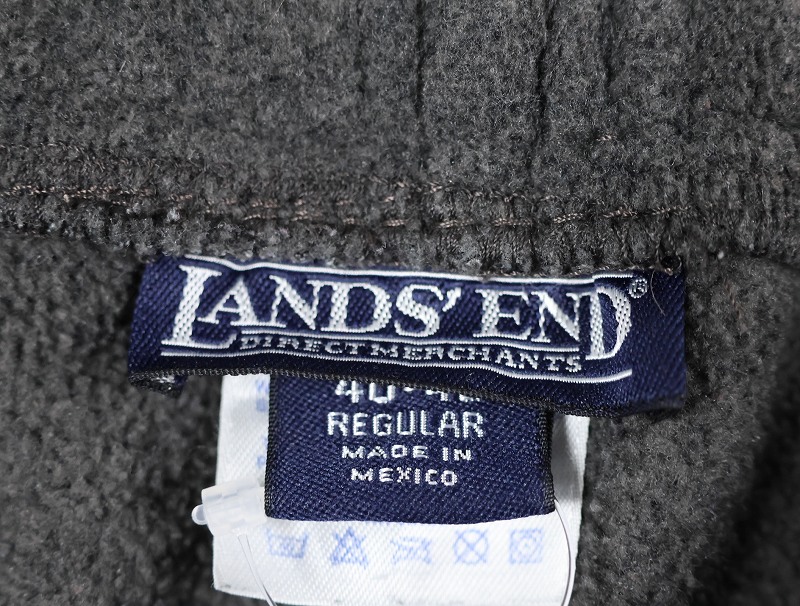 LANDS' END®
DIRECT MERCHANTS
REGULAR
MADE IN
MEXICO